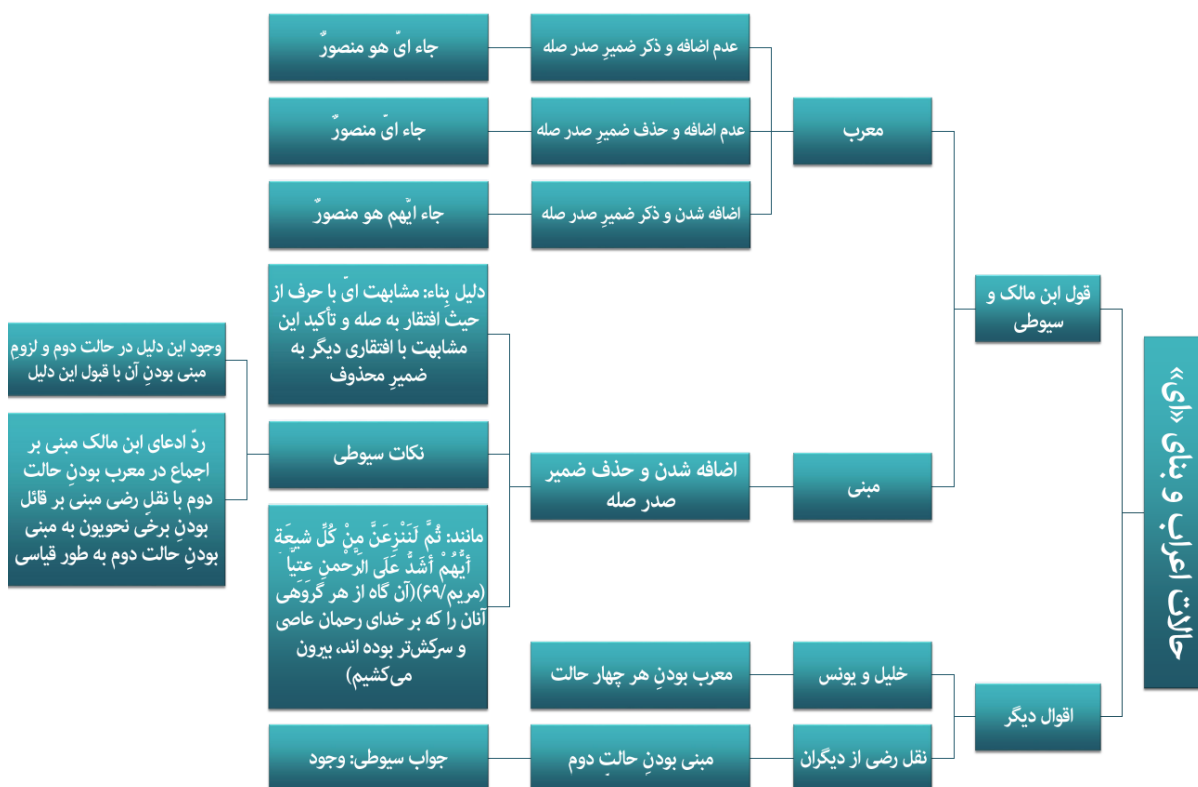 حالات اعراب و بنای «ای»
قول ابن مالک و
سیوطی
معرب
عدم اضافه و ذکر ضمیرِ صدر صله
جاء ایٌ هو منصورٌ
عدم اضافه و حذف ضمیرِ صدر صله
جاء ایٌ منصورٌ
اضافه شدن و ذکر ضمیرِ صدر صله
جاء ایّهم هو منصورٌ
مبنی
اضافه شدن و حذف ضمیر
صدر صله
دلیل بِناء: مشابهت ایّ با حرف از
حیث افتقار به صله و تأکید این
مشابهت با افتقاری دیگر به
ضمیرِ محذوف
نکات سیوطی
وجود این دلیل در حالت دوم و لزومِ
مبنی بودنِ آن با قبول این دلیل
ردّ ادعای ابن مالک مبنی بر
اجماع در معرب بودنِ حالت
دوم با نقلِ رضی مبنی بر قائل
بودنِ برخی نحویون به مبنی
بودنِ حالت دوم به طور قیاسی
مانند: ثُمَّ لَنَنْزِعَنَّ مِنْ كُلِّ شيعَةٍ
أَيُّهُمْ أَشَدُّ عَلَى الرَّحْمنِ عتِيًّا
(مریم/۶۹)(آن گاه از هر گروهی
آنان را که بر خدای رحمان عاصی
و سرکش‌تر بوده اند، بیرون
می‌کشیم)
اقوال دیگر
خلیل و یونس
معرب بودنِ هر چهار حالت
نقل رضی از دیگران
مبنی بودنِ حالتِ دوم
جواب سیوطی: وجود